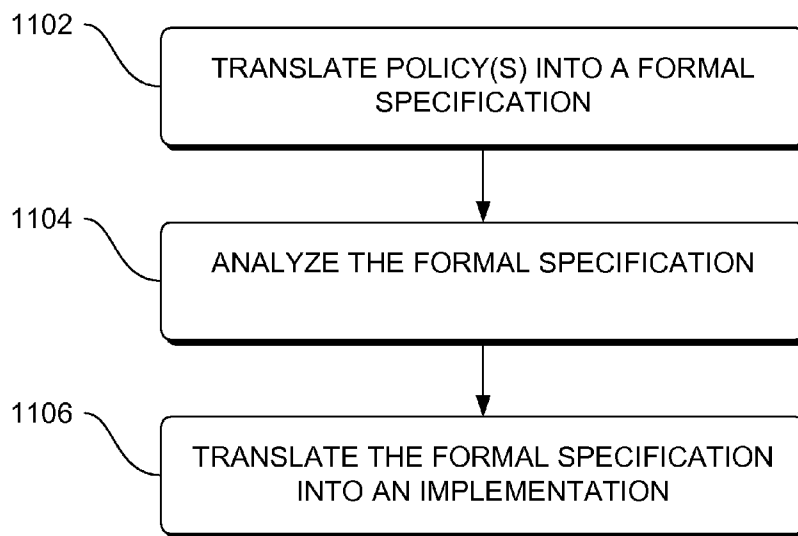 1102
TRANSLATE POLICY(S) INTO A FORMAL
SPECIFICATION
1104
ANALYZE THE FORMAL SPECIFICATION
1106
TRANSLATE THE FORMAL SPECIFICATION
INTO AN IMPLEMENTATION